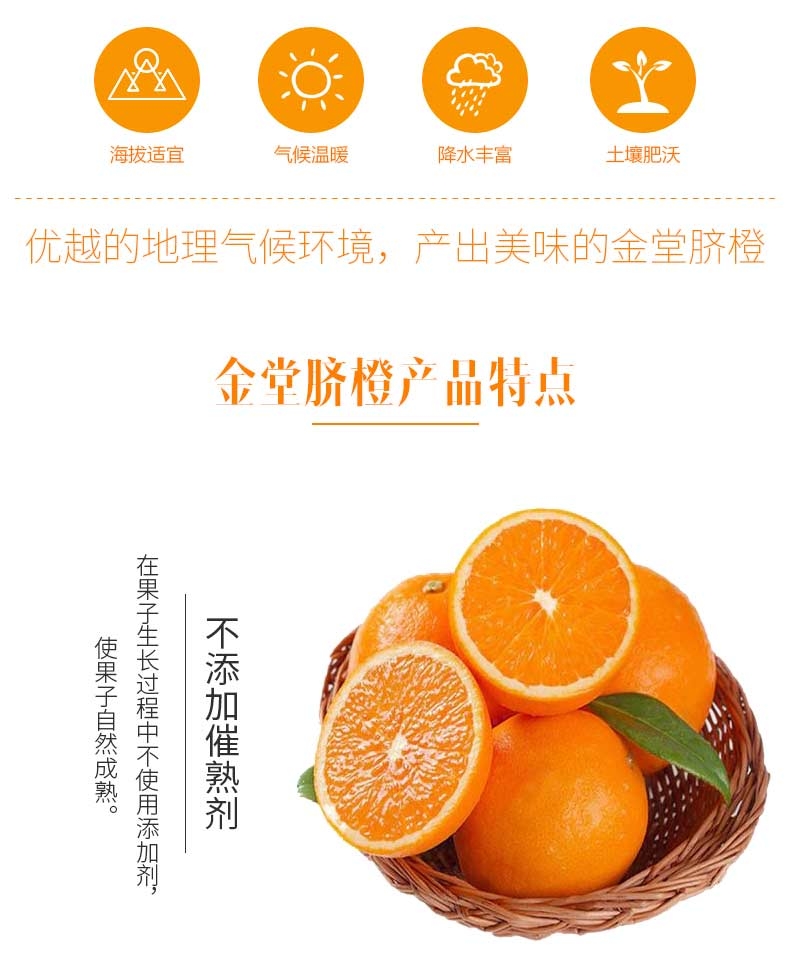 海拔适宜
气候温暖
降水丰富
土壤肥沃
优越的地理气候环境，产出美味的金堂脐橙
金堂脐橙产品特点
不添加催熟剂
在果子生长过程中不使用添加剂，
使果子自然成熟。